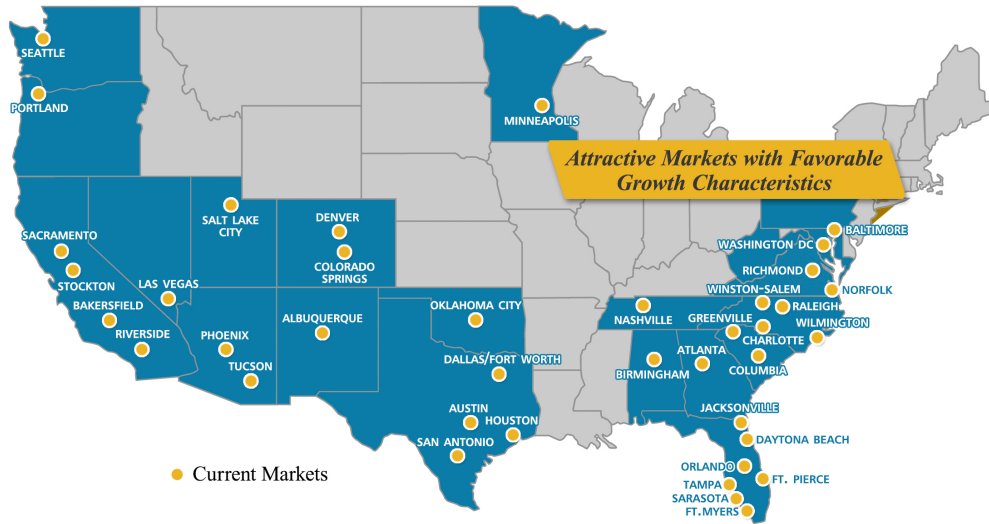 SEATTLE
PORTLAND
MINNEAPOLIS
Attractive Markets with Favorable
Growth Characteristics
SALT LAKE
CITY
DENVER
COLORADO
SPRINGS
SACRAMENTO
STOCKTON
BAKERSFIELD
RIVERSIDE
LAS VEGAS
PHOENIX
TUCSON
ALBUQUERQUE
OKLAHOMA CITY
DALLAS/FORT WORTH
AUSTIN
HOUSTON
SAN ANTONIO
BALTIMORE
WASHINGTON DC
RICHMOND
NORFOLK
WINSTON-SALEM
RALEIGH
NASHVILLE
GREENVILLE
WILMINGTON
CHARLOTTE
COLUMBIA
ATLANTA
BIRMINGHAM
JACKSONVILLE
DAYTONA BEACH
ORLANDO
FT. PIERCE
TAMPA
SARASOTA
FT.MYERS
Current Markets